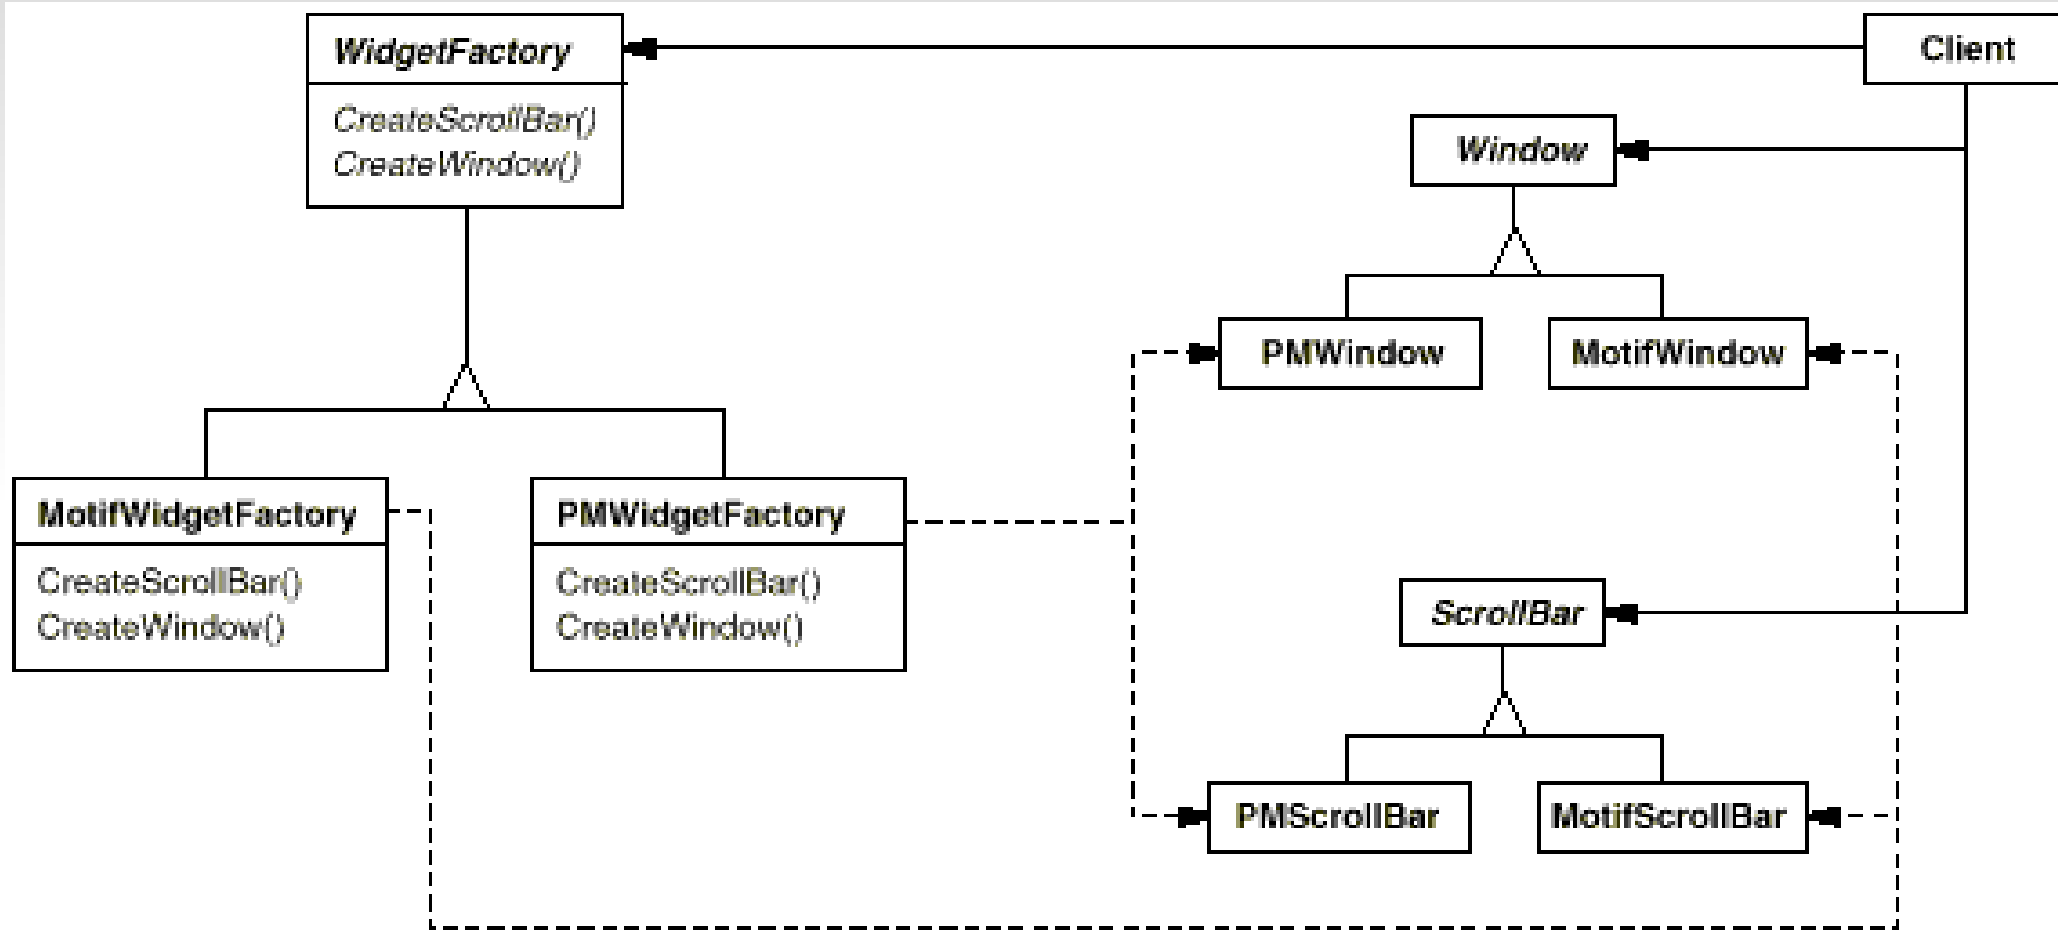 WidgetFactory
CreateScrollBar()
CreateWindow()
Client
Window
PMWindow
MotifWindow
MotifWidgetFactory
CreateScrollBar()
CreateWindow()
PMWidgetFactory
CreateScrollBar()
CreateWindow()
ScrollBar
PMScrollBar
MotifScrollBar